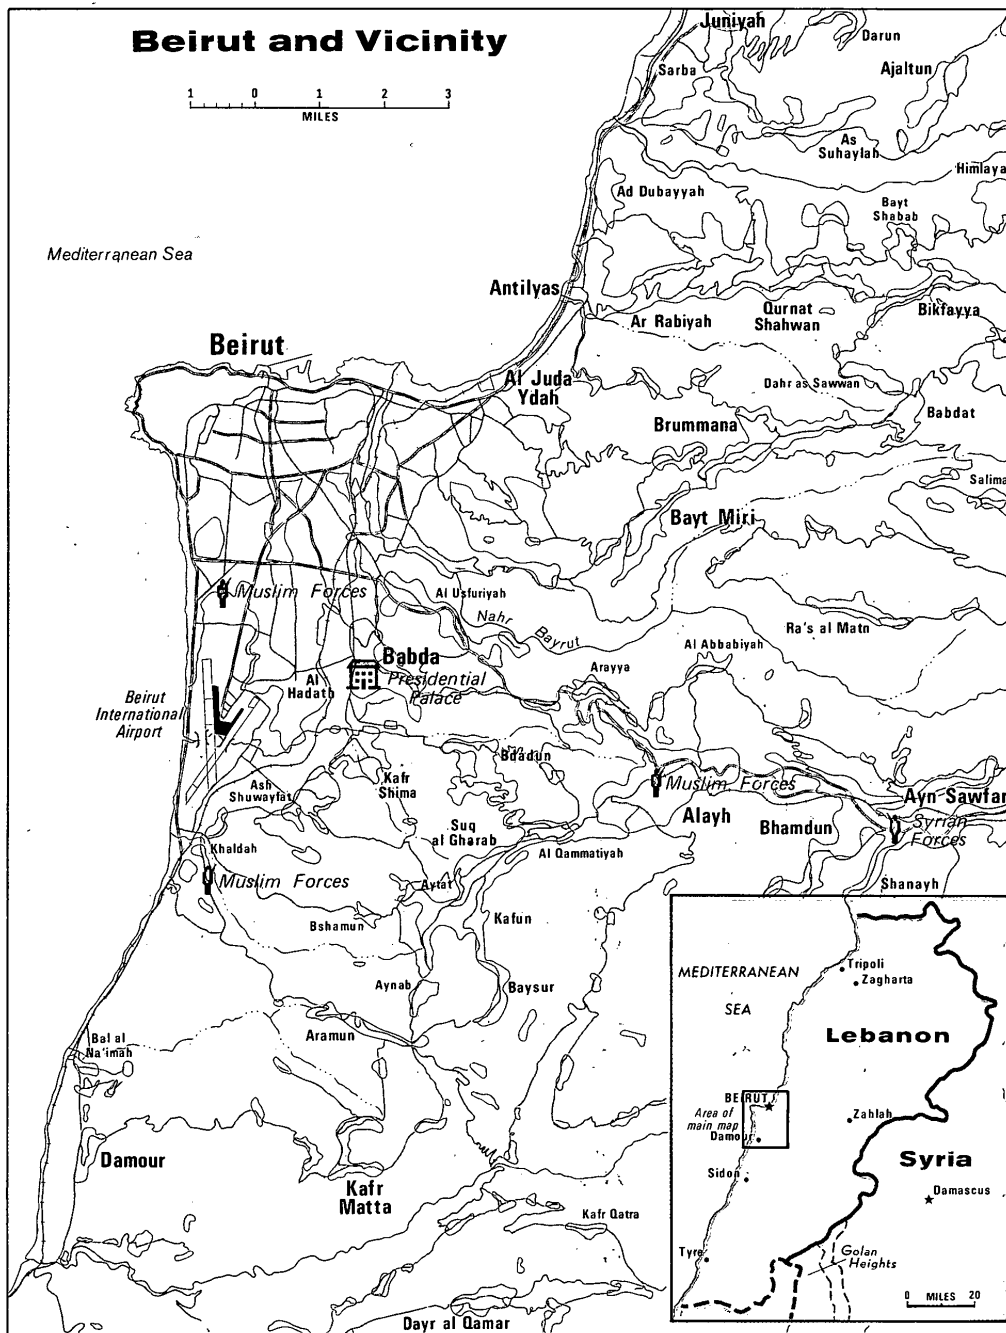 Beirut and Vicinity
1 0 1 2 3
MILES
Juniyah
Darun
Sarba
Ajaltun
As
Suhaylah
Himlaya
Ad Dubayyah
Bayt
Shabab
Mediterranean Sea
Antilyas
Ar Rabiyah
Qurnat
Shahwan
Bikfayya
Beirut
Al Juda
Ydah
Dahr as Sawwan
Babdat
Brummana
Salima
Bayt Miri
Muslim Forces
Al Usfuriyah
Nahr Bayrut
Ra's al Matn
Al Abbabiyah
Babda
Presidential
Palace
Arayya
Al
Hadath
Beirut
International
Airport
Bdadun
Ash
Shuwayfat
Kafr
Shima
Muslim Forces
Ayn Sawfar
Alayh
Bhamdun
Syrian
Forces
Suq
al Gharab
Khaldah
Al Qammatiyah
Muslim Forces
Aytat
Shanayh
Bshamun
Kafun
Aynab
Baysur
Bal al
Na'imah
Aramun
Damour
Kafr
Matta
Kafr Qatra
Dayr al Qamar
MEDITERRANEAN
SEA
Tripoli
Zagharta
Lebanon
BEIRUT
Area of
main map
Damour
Zahlah
Sidon
Syria
Damascus
Tyre
Golan
Heights
0 MILES 20